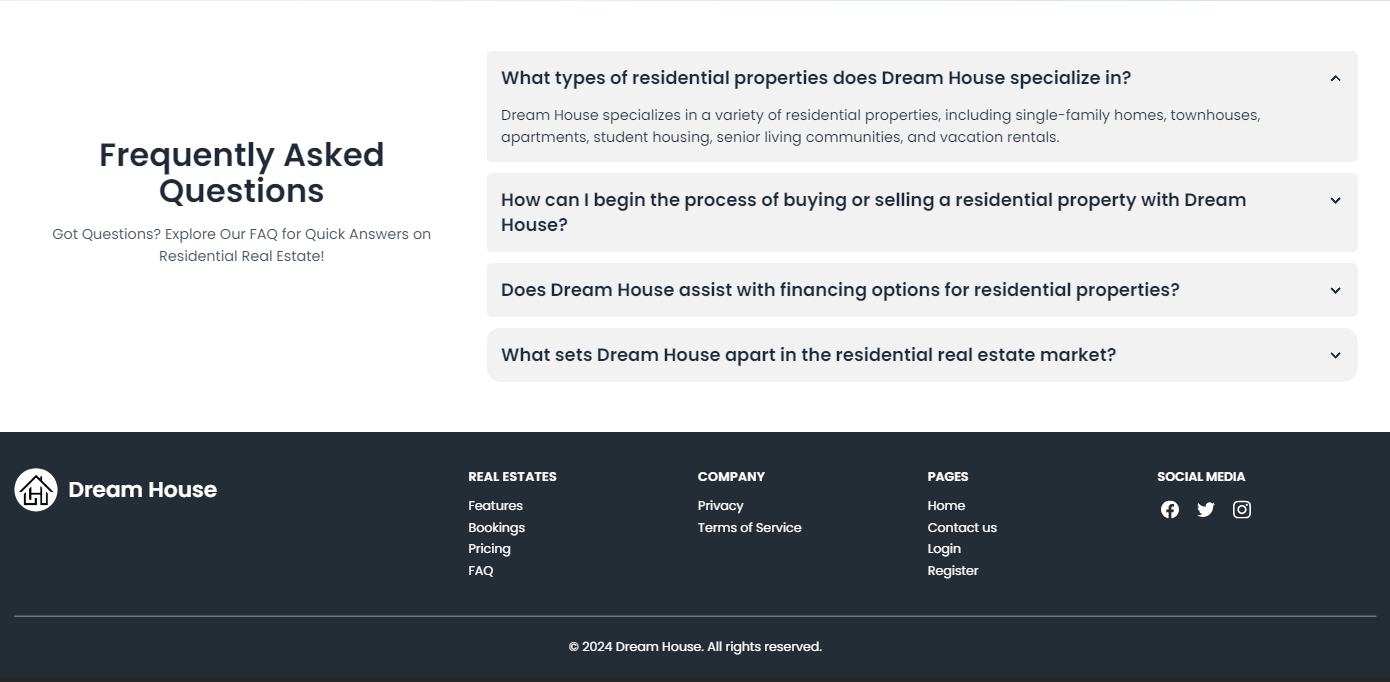 Frequently Asked
Questions
Got Questions? Explore Our FAQ for Quick Answers on
Residential Real Estate!
What types of residential properties does Dream House specialize in?
Dream House specializes in a variety of residential properties, including single-family homes, townhouses,
apartments, student housing, senior living communities, and vacation rentals.
How can I begin the process of buying or selling a residential property with Dream
House?
Does Dream House assist with financing options for residential properties?
What sets Dream House apart in the residential real estate market?
Dream House
REAL ESTATES
Features
Bookings
Pricing
FAQ
COMPANY
Privacy
Terms of Service
PAGES
Home
Contact us
Login
Register
SOCIAL MEDIA
© 2024 Dream House. All rights reserved.